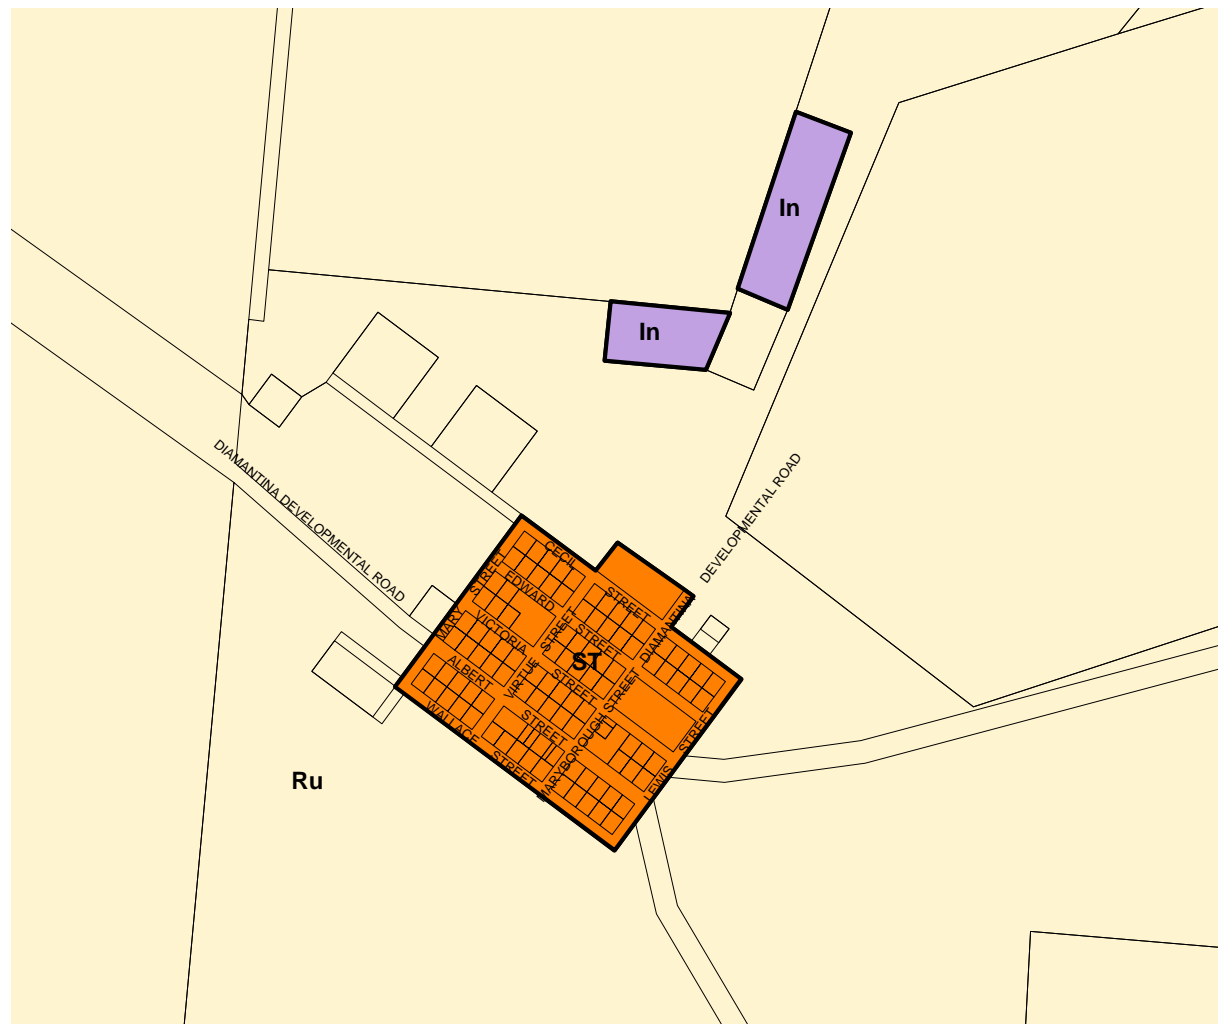 In
In
DIAMANTINA DEVELOPMENTAL ROAD
DEVELOPMENTAL ROAD
DIAMANTINA
CECIL
STREET
EDWARD
STREET
VICTORIA
STREET
ALBERT
STREET
WALLACE
STREET
MARY
STREET
VIRTUE
STREET
MARYBOROUGH STREET
LEWIS
STREET
ST
Ru